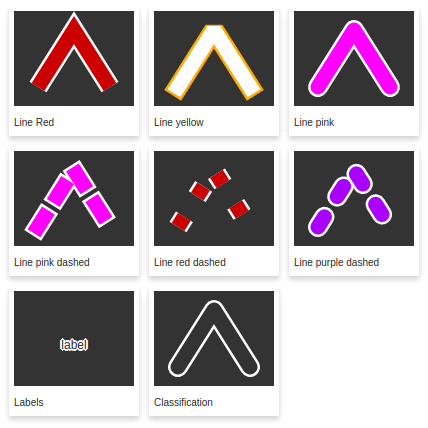 Line Red
Line yellow
Line pink
Line pink dashed
Line red dashed
Line purple dashed
label
Labels
Classification